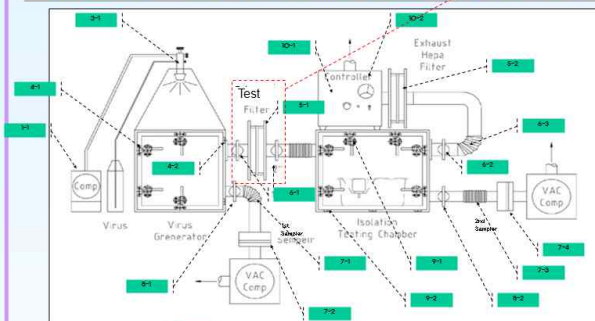 3-1
10-1
10-2
Exhaust
Hepa
Filter
Controller
5-2
4-1
Test
Filter
5-1
1-1
6-3
4-2
6-1
6-2
Comp
Virus
Virus
Grenerator
1st
Sampler
Isolation
Testing Chamber
2nd
Sampler
VAC
Comp
VAC
Comp
8-1
7-1
9-1
7-3
7-4
7-2
9-2
8-2